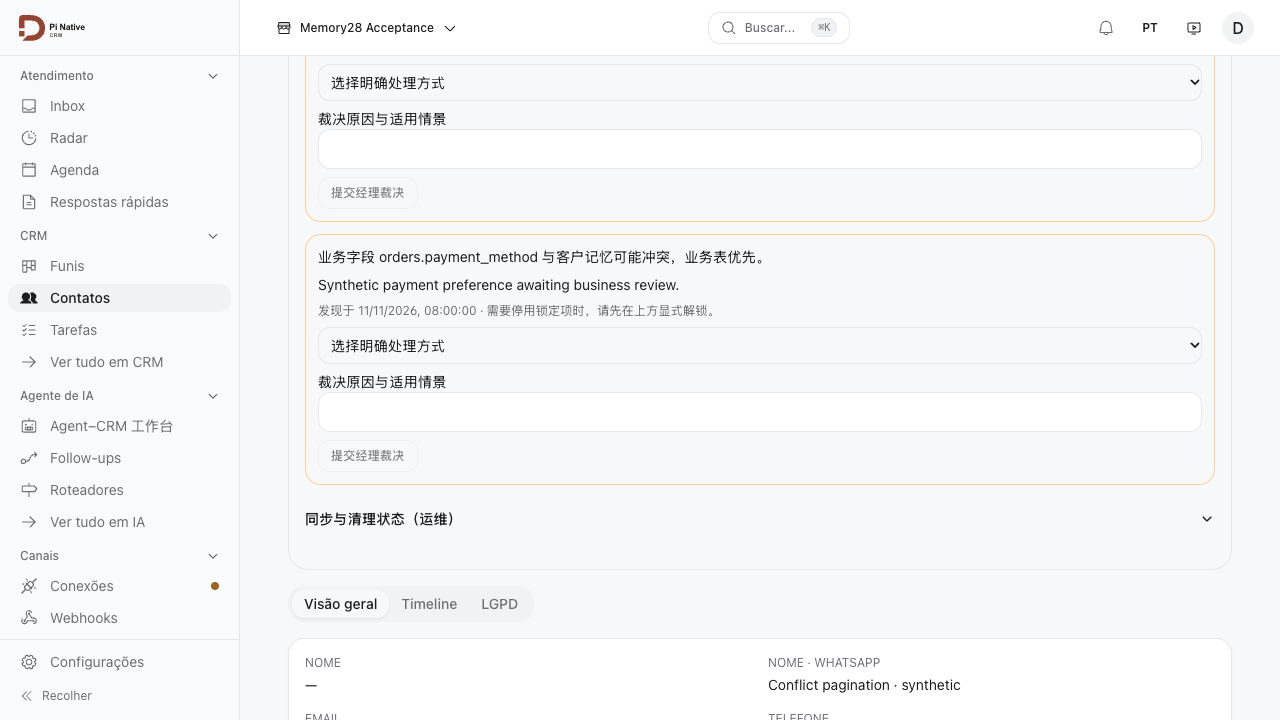 Pi Native
CRM
Memory28 Acceptance
Buscar...
⌘K
PT
D
Atendimento
Inbox
Radar
Agenda
Respostas rápidas
CRM
Funis
Contatos
Tarefas
Ver tudo em CRM
Agente de IA
Agent–CRM 工作台
Follow-ups
Roteadores
Ver tudo em IA
Canais
Conexões
Webhooks
Configurações
Recolher
选择明确处理方式
裁决原因与适用情景
提交经理裁决
业务字段 orders.payment_method 与客户记忆可能冲突，业务表优先。
Synthetic payment preference awaiting business review.
发现于 11/11/2026, 08:00:00 · 需要停用锁定项时，请先在上方显式解锁。
选择明确处理方式
裁决原因与适用情景
提交经理裁决
同步与清理状态（运维）
Visão geral
Timeline
LGPD
NOME
—
NOME · WHATSAPP
Conflict pagination · synthetic
EMAIL
TELEFONE